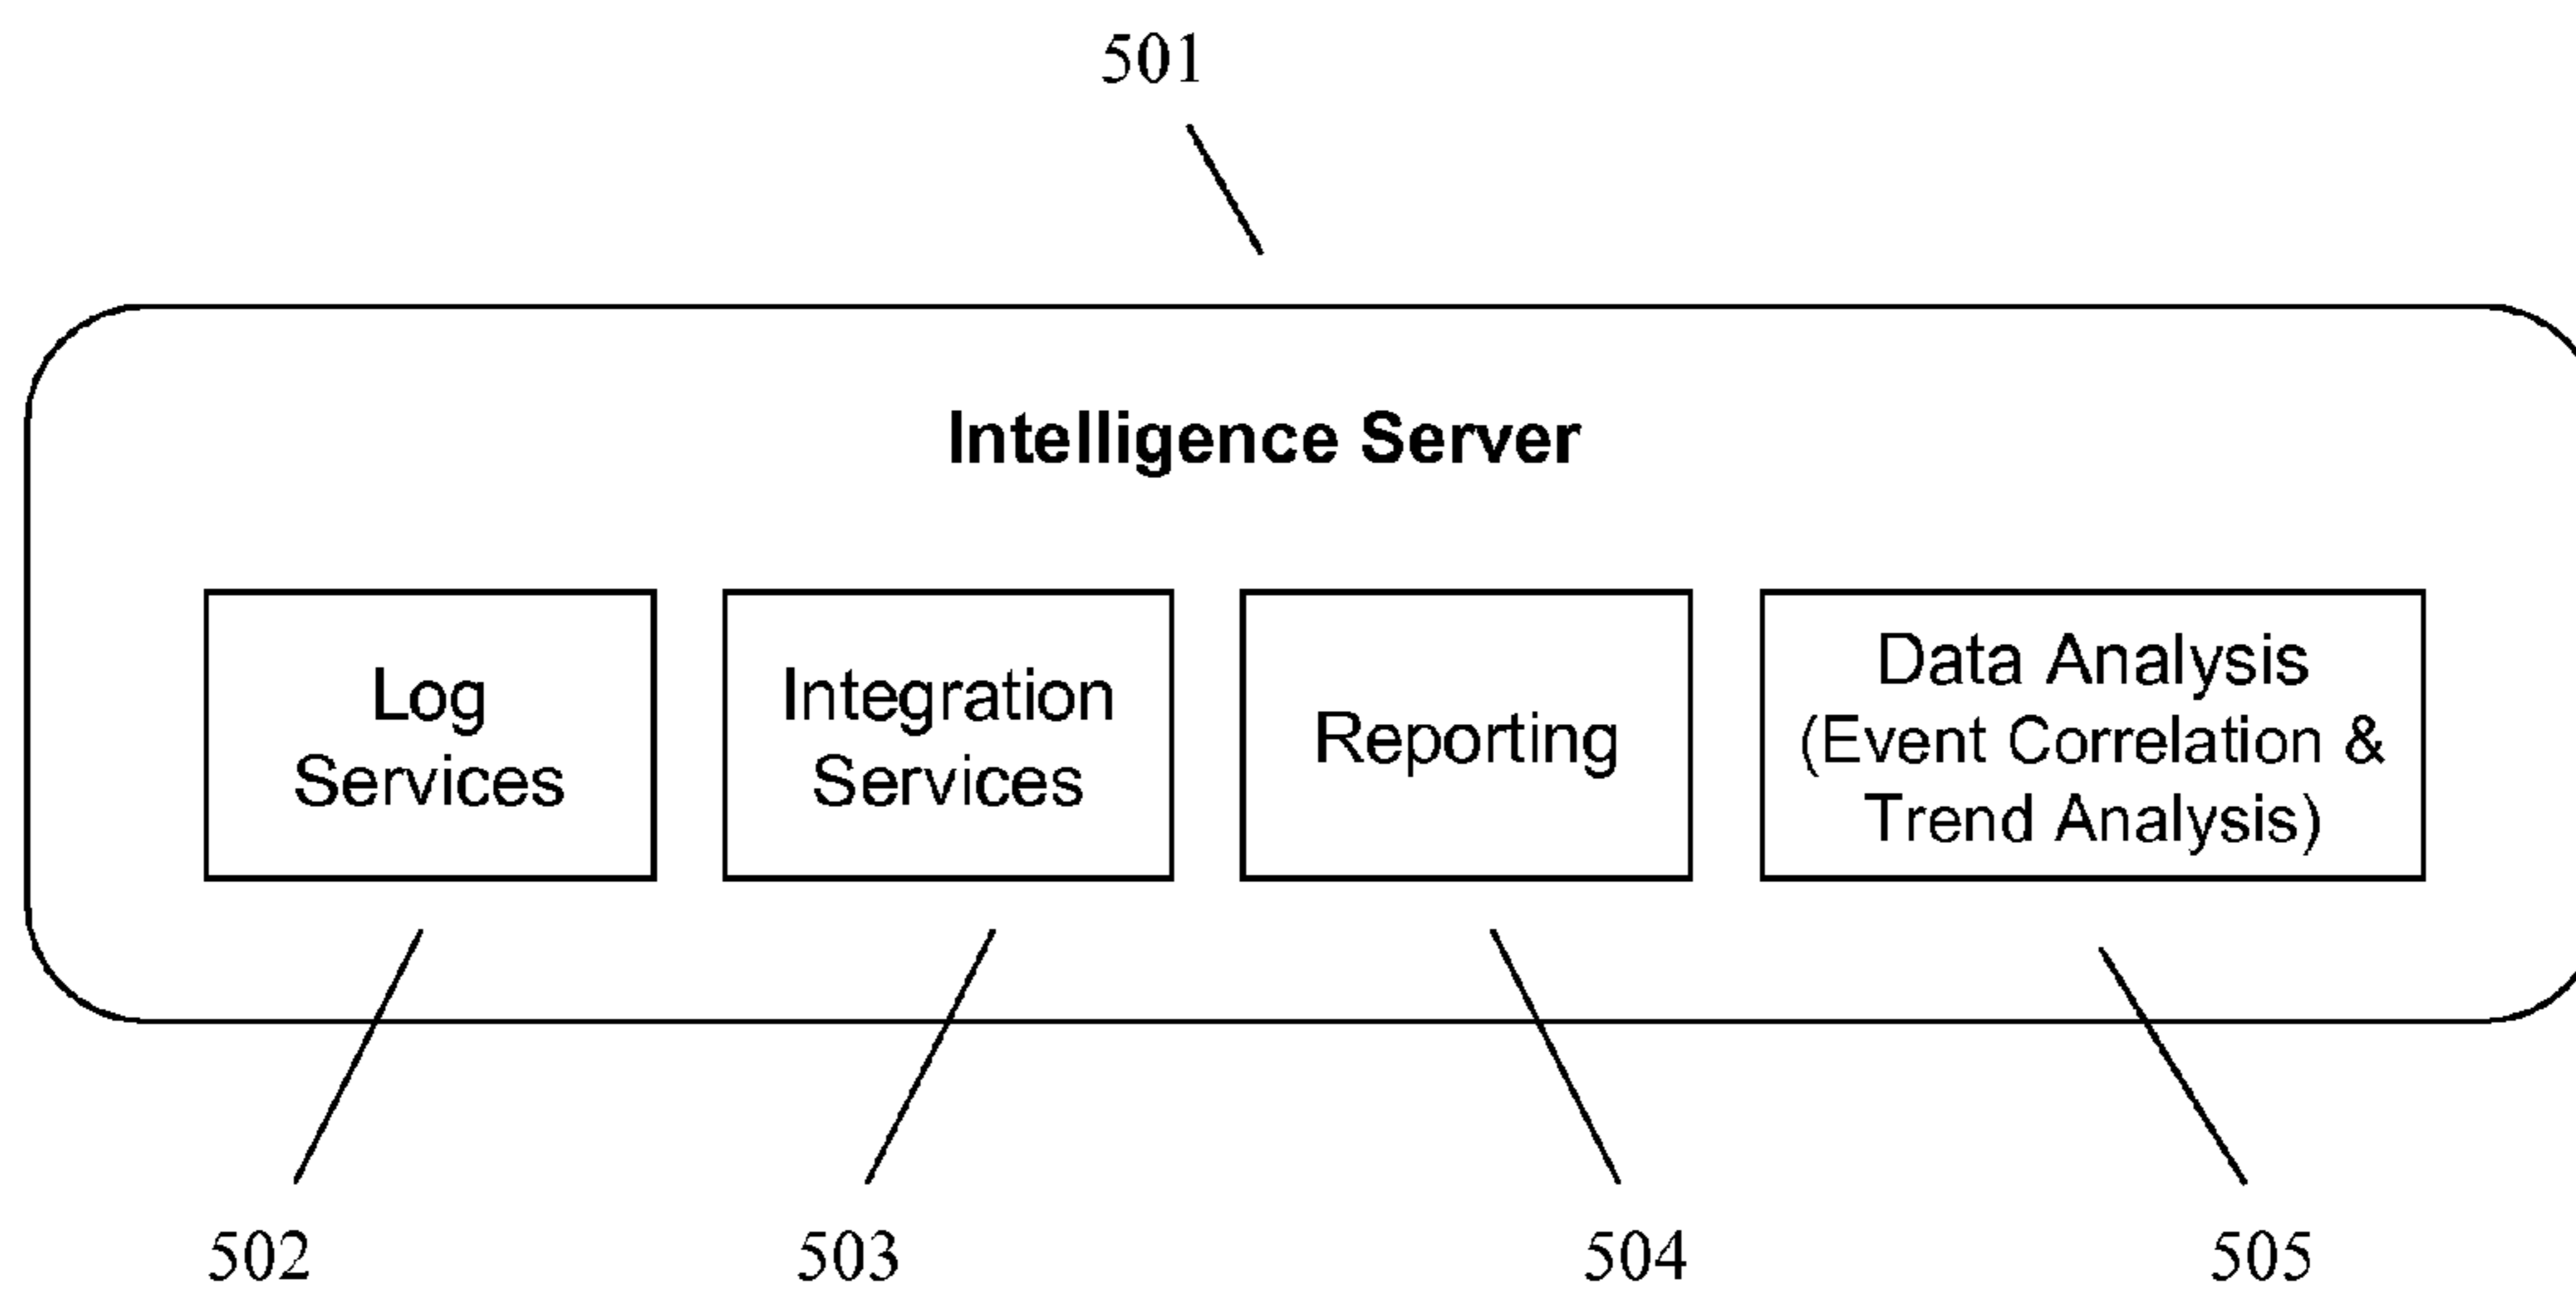 501
Intelligence Server
Log
Services
Integration
Services
Reporting
Data Analysis
(Event Correlation &
Trend Analysis)
502
503
504
505